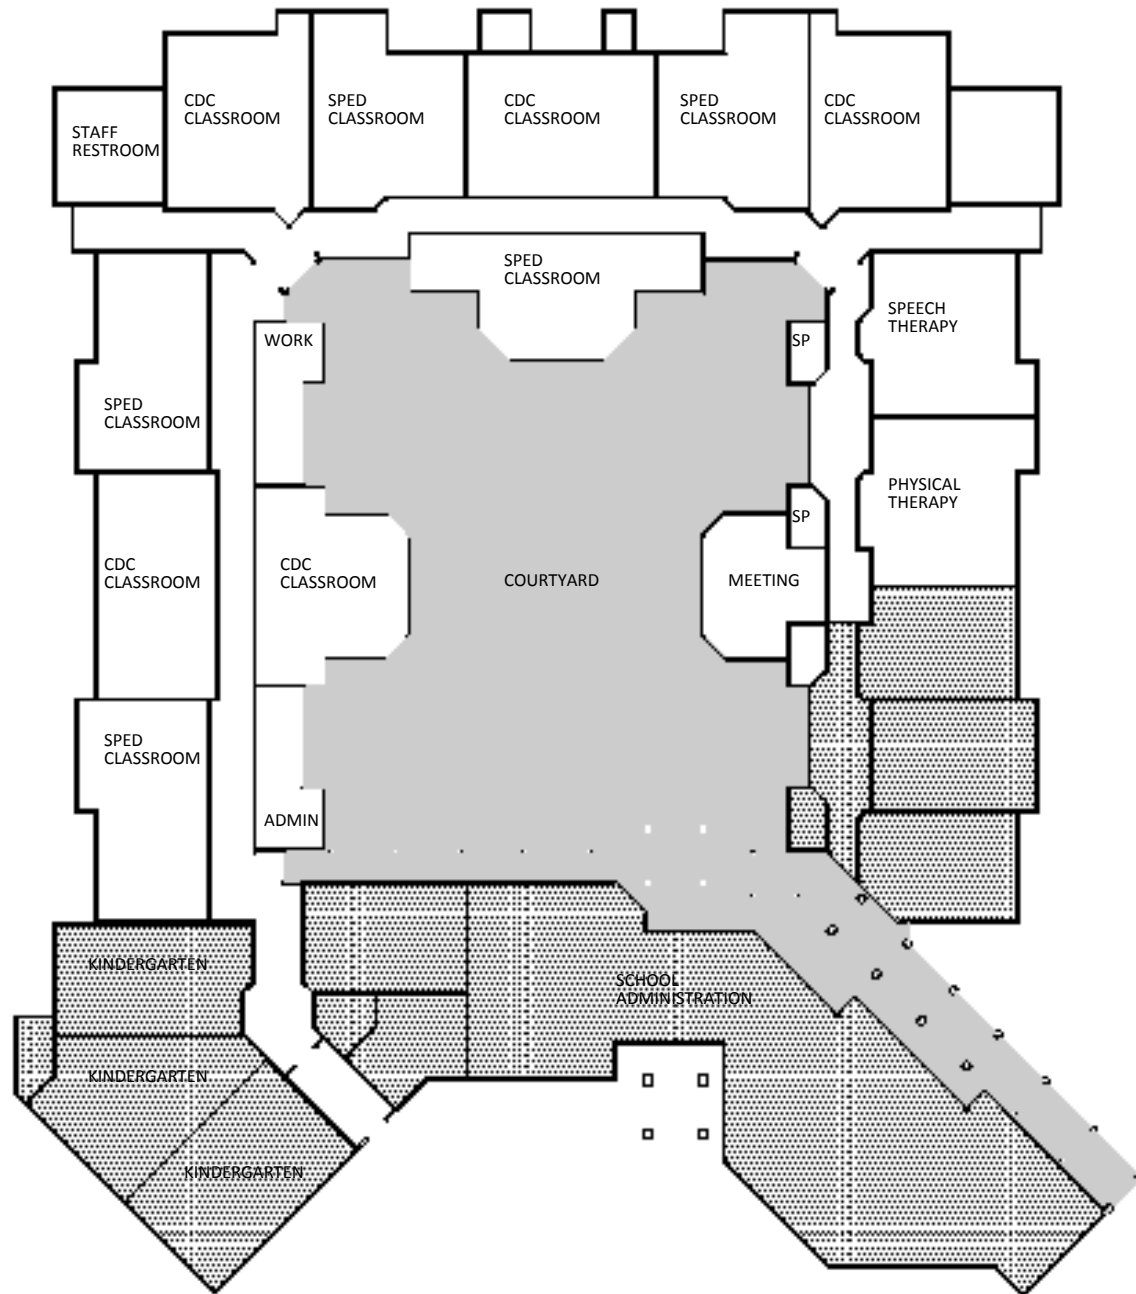 CDC
CLASSROOM
SPED
CLASSROOM
CDC
CLASSROOM
SPED
CLASSROOM
CDC
CLASSROOM
STAFF
RESTROOM
SPED
CLASSROOM
WORK
SP
SPEECH
THERAPY
SPED
CLASSROOM
PHYSICAL
THERAPY
SP
CDC
CLASSROOM
CDC
CLASSROOM
COURTYARD
MEETING
SPED
CLASSROOM
ADMIN
KINDERGARTEN
SCHOOL
ADMINISTRATION
KINDERGARTEN
KINDERGARTEN